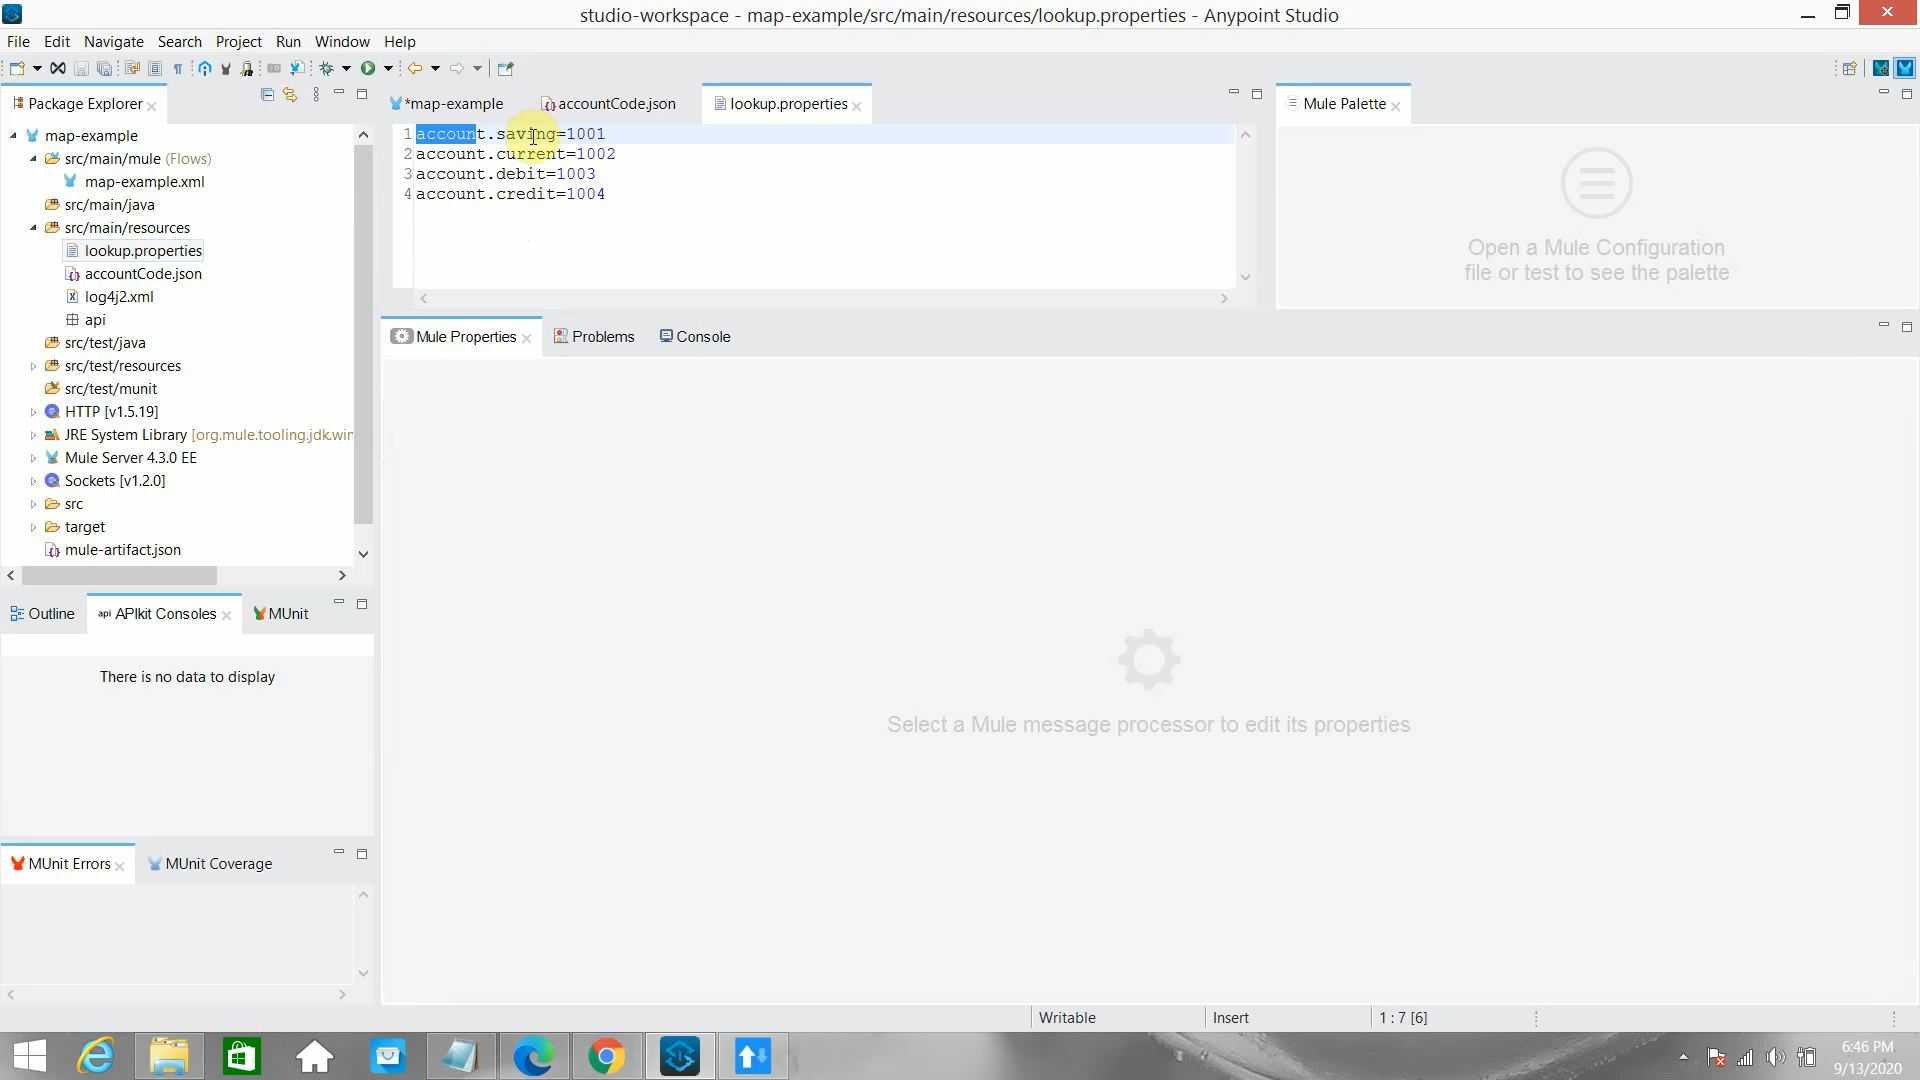 studio-workspace - map-example/src/main/resources/lookup.properties - Anypoint Studio
File Edit Navigate Search Project Run Window Help
Package Explorer
*map-example
accountCode.json
lookup.properties
Mule Palette
map-example
src/main/mule (Flows)
map-example.xml
src/main/java
src/main/resources
lookup.properties
accountCode.json
log4j2.xml
api
src/test/java
src/test/resources
src/test/munit
HTTP [v1.5.19]
JRE System Library [org.mule.tooling.jdk.win
Mule Server 4.3.0 EE
Sockets [v1.2.0]
src
target
mule-artifact.json
1 account.saving=1001
2 account.current=1002
3 account.debit=1003
4 account.credit=1004
Open a Mule Configuration
file or test to see the palette
Mule Properties
Problems
Console
Select a Mule message processor to edit its properties
Outline
api APIkit Consoles
MUnit
There is no data to display
MUnit Errors
MUnit Coverage
Writable
Insert
1 : 7 [6]
6:46 PM
9/13/2020